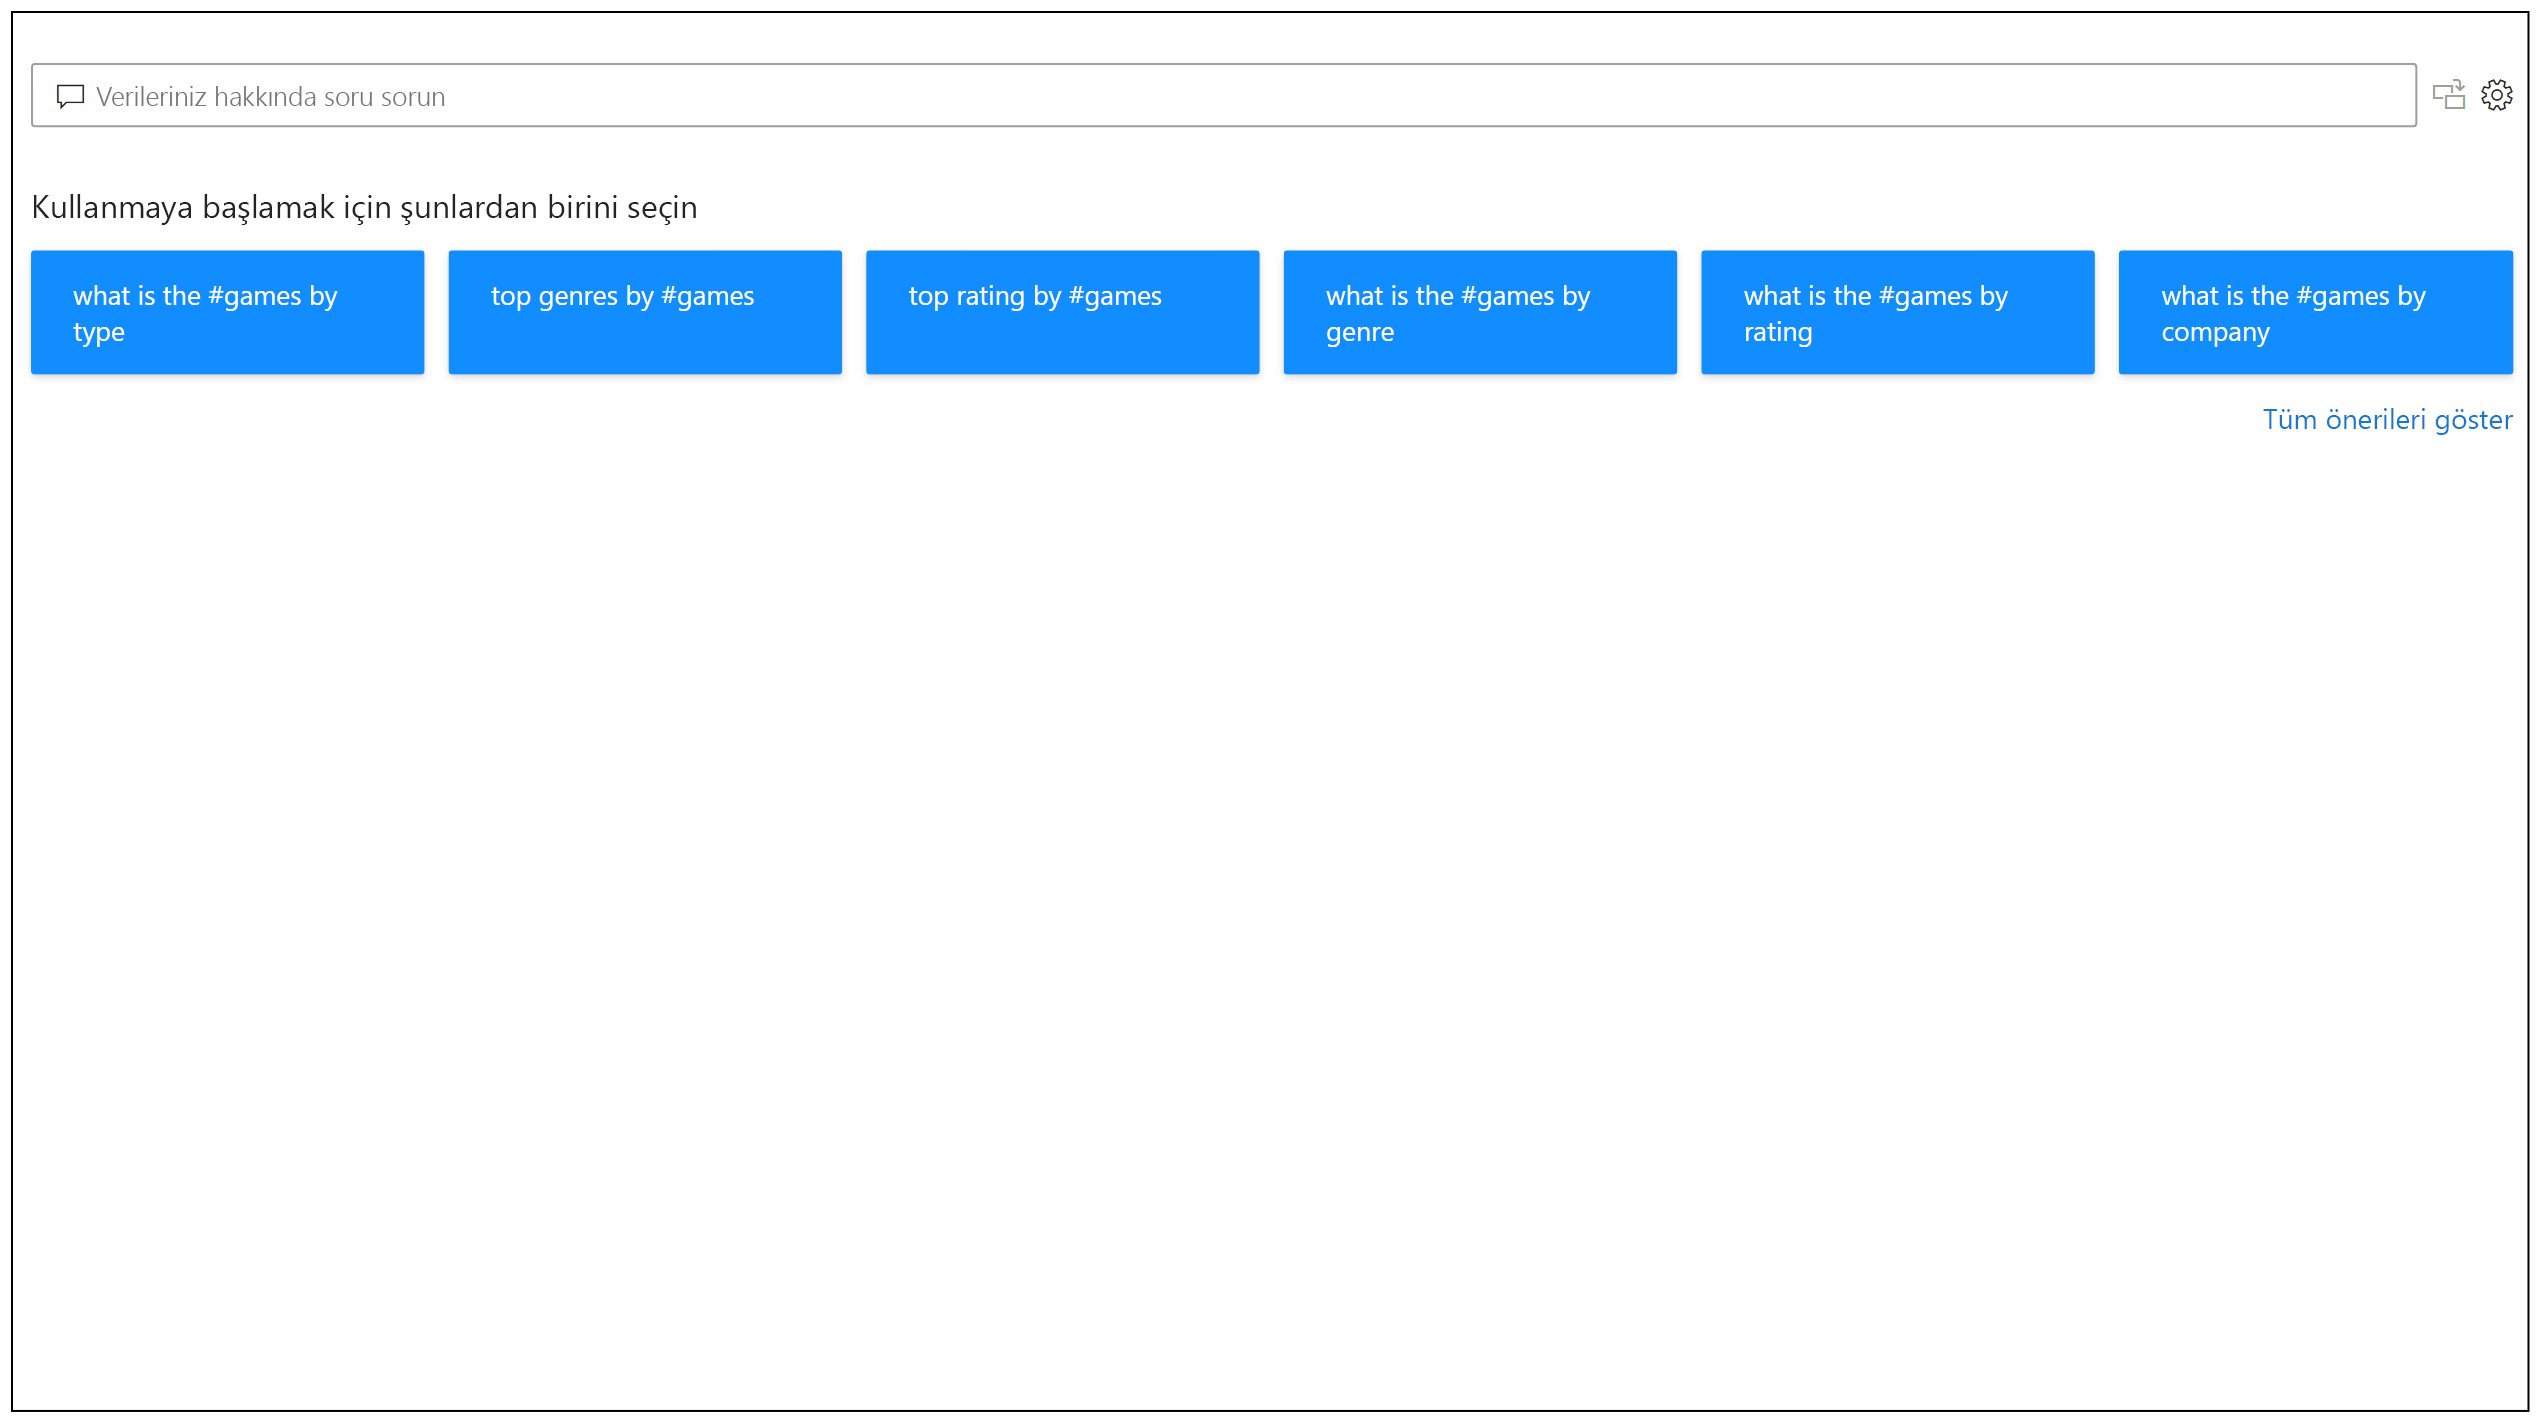 Verileriniz hakkında soru sorun
Kullanmaya başlamak için şunlardan birini seçin
what is the #games by
type
top genres by #games
top rating by #games
what is the #games by
genre
what is the #games by
rating
what is the #games by
company
Tüm önerileri göster